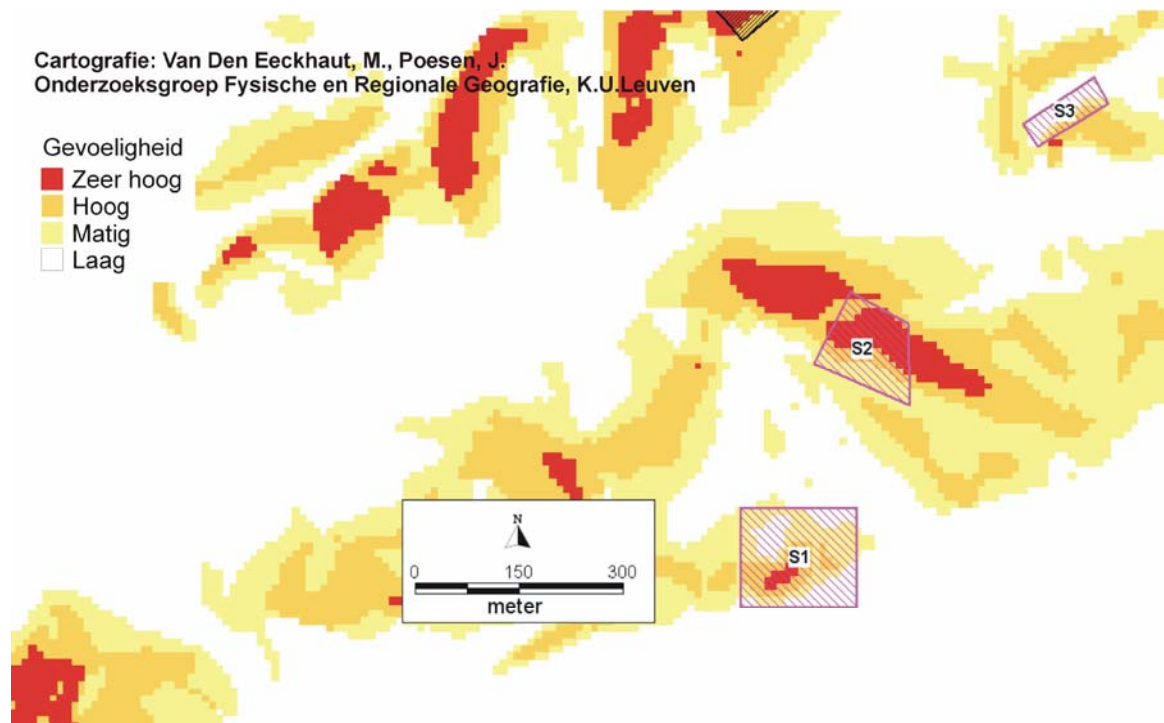 Cartografie: Van Den Eeckhaut, M., Poesen, J.
Onderzoeksgroep Fysische en Regionale Geografie, K.U.Leuven
Gevoeligheid
Zeer hoog
Hoog
Matig
Laag
S3
S2
S1
N
0 150 300
meter